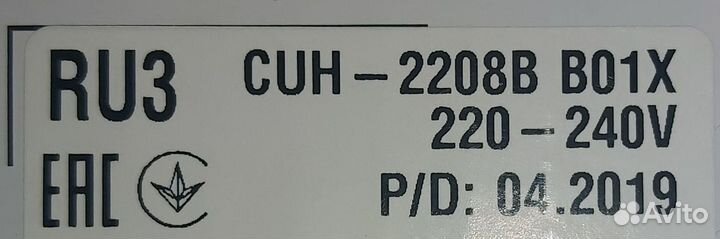 RU3 CUH-2208B B01X
220-240V
EAC P/D: 04.2019
Avito